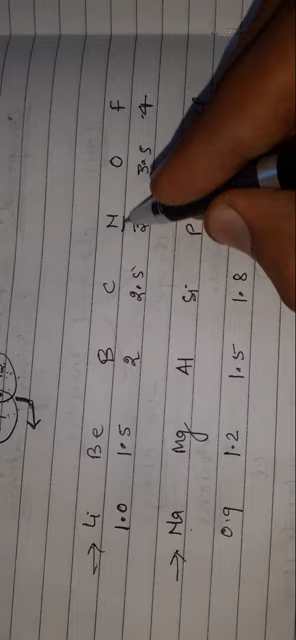 → Li Be B C N O F
1.0 1.5 2 2.5 3.5 4
→ Na Mg Al Si P
0.9 1.2 1.5 1.8